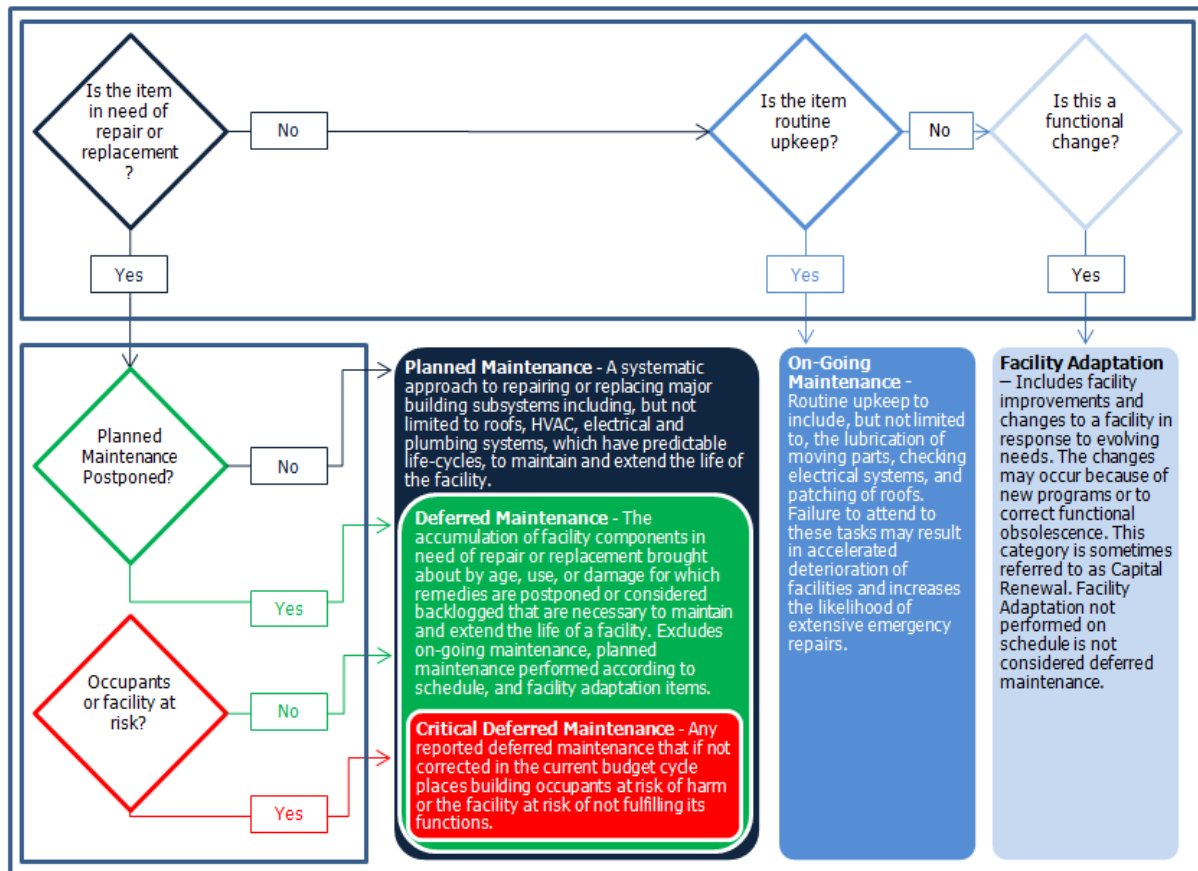 Is the item
in need of
repair or
replacement
?
No
Is the item
routine
upkeep?
No
Is this a
functional
change?
Yes
Yes
Yes
Planned
Maintenance
Postponed?
No
Yes
Occupants
or facility at
risk?
No
Yes
Planned Maintenance - A systematic
approach to repairing or replacing major
building subsystems including, but not
limited to roofs, HVAC, electrical and
plumbing systems, which have predictable
life-cycles, to maintain and extend the life of
the facility.
Deferred Maintenance - The
accumulation of facility components in
need of repair or replacement brought
about by age, use, or damage for which
remedies are postponed or considered
backlogged that are necessary to maintain
and extend the life of a facility. Excludes
on-going maintenance, planned
maintenance performed according to
schedule, and facility adaptation items.
Critical Deferred Maintenance - Any
reported deferred maintenance that if not
corrected in the current budget cycle
places building occupants at risk of harm
or the facility at risk of not fulfilling its
functions.
On-Going
Maintenance -
Routine upkeep to
include, but not limited
to, the lubrication of
moving parts, checking
electrical systems, and
patching of roofs.
Failure to attend to
these tasks may result
in accelerated
deterioration of
facilities and increases
the likelihood of
extensive emergency
repairs.
Facility Adaptation
– Includes facility
improvements and
changes to a facility in
response to evolving
needs. The changes
may occur because of
new programs or to
correct functional
obsolescence. This
category is sometimes
referred to as Capital
Renewal. Facility
Adaptation not
performed on
schedule is not
considered deferred
maintenance.